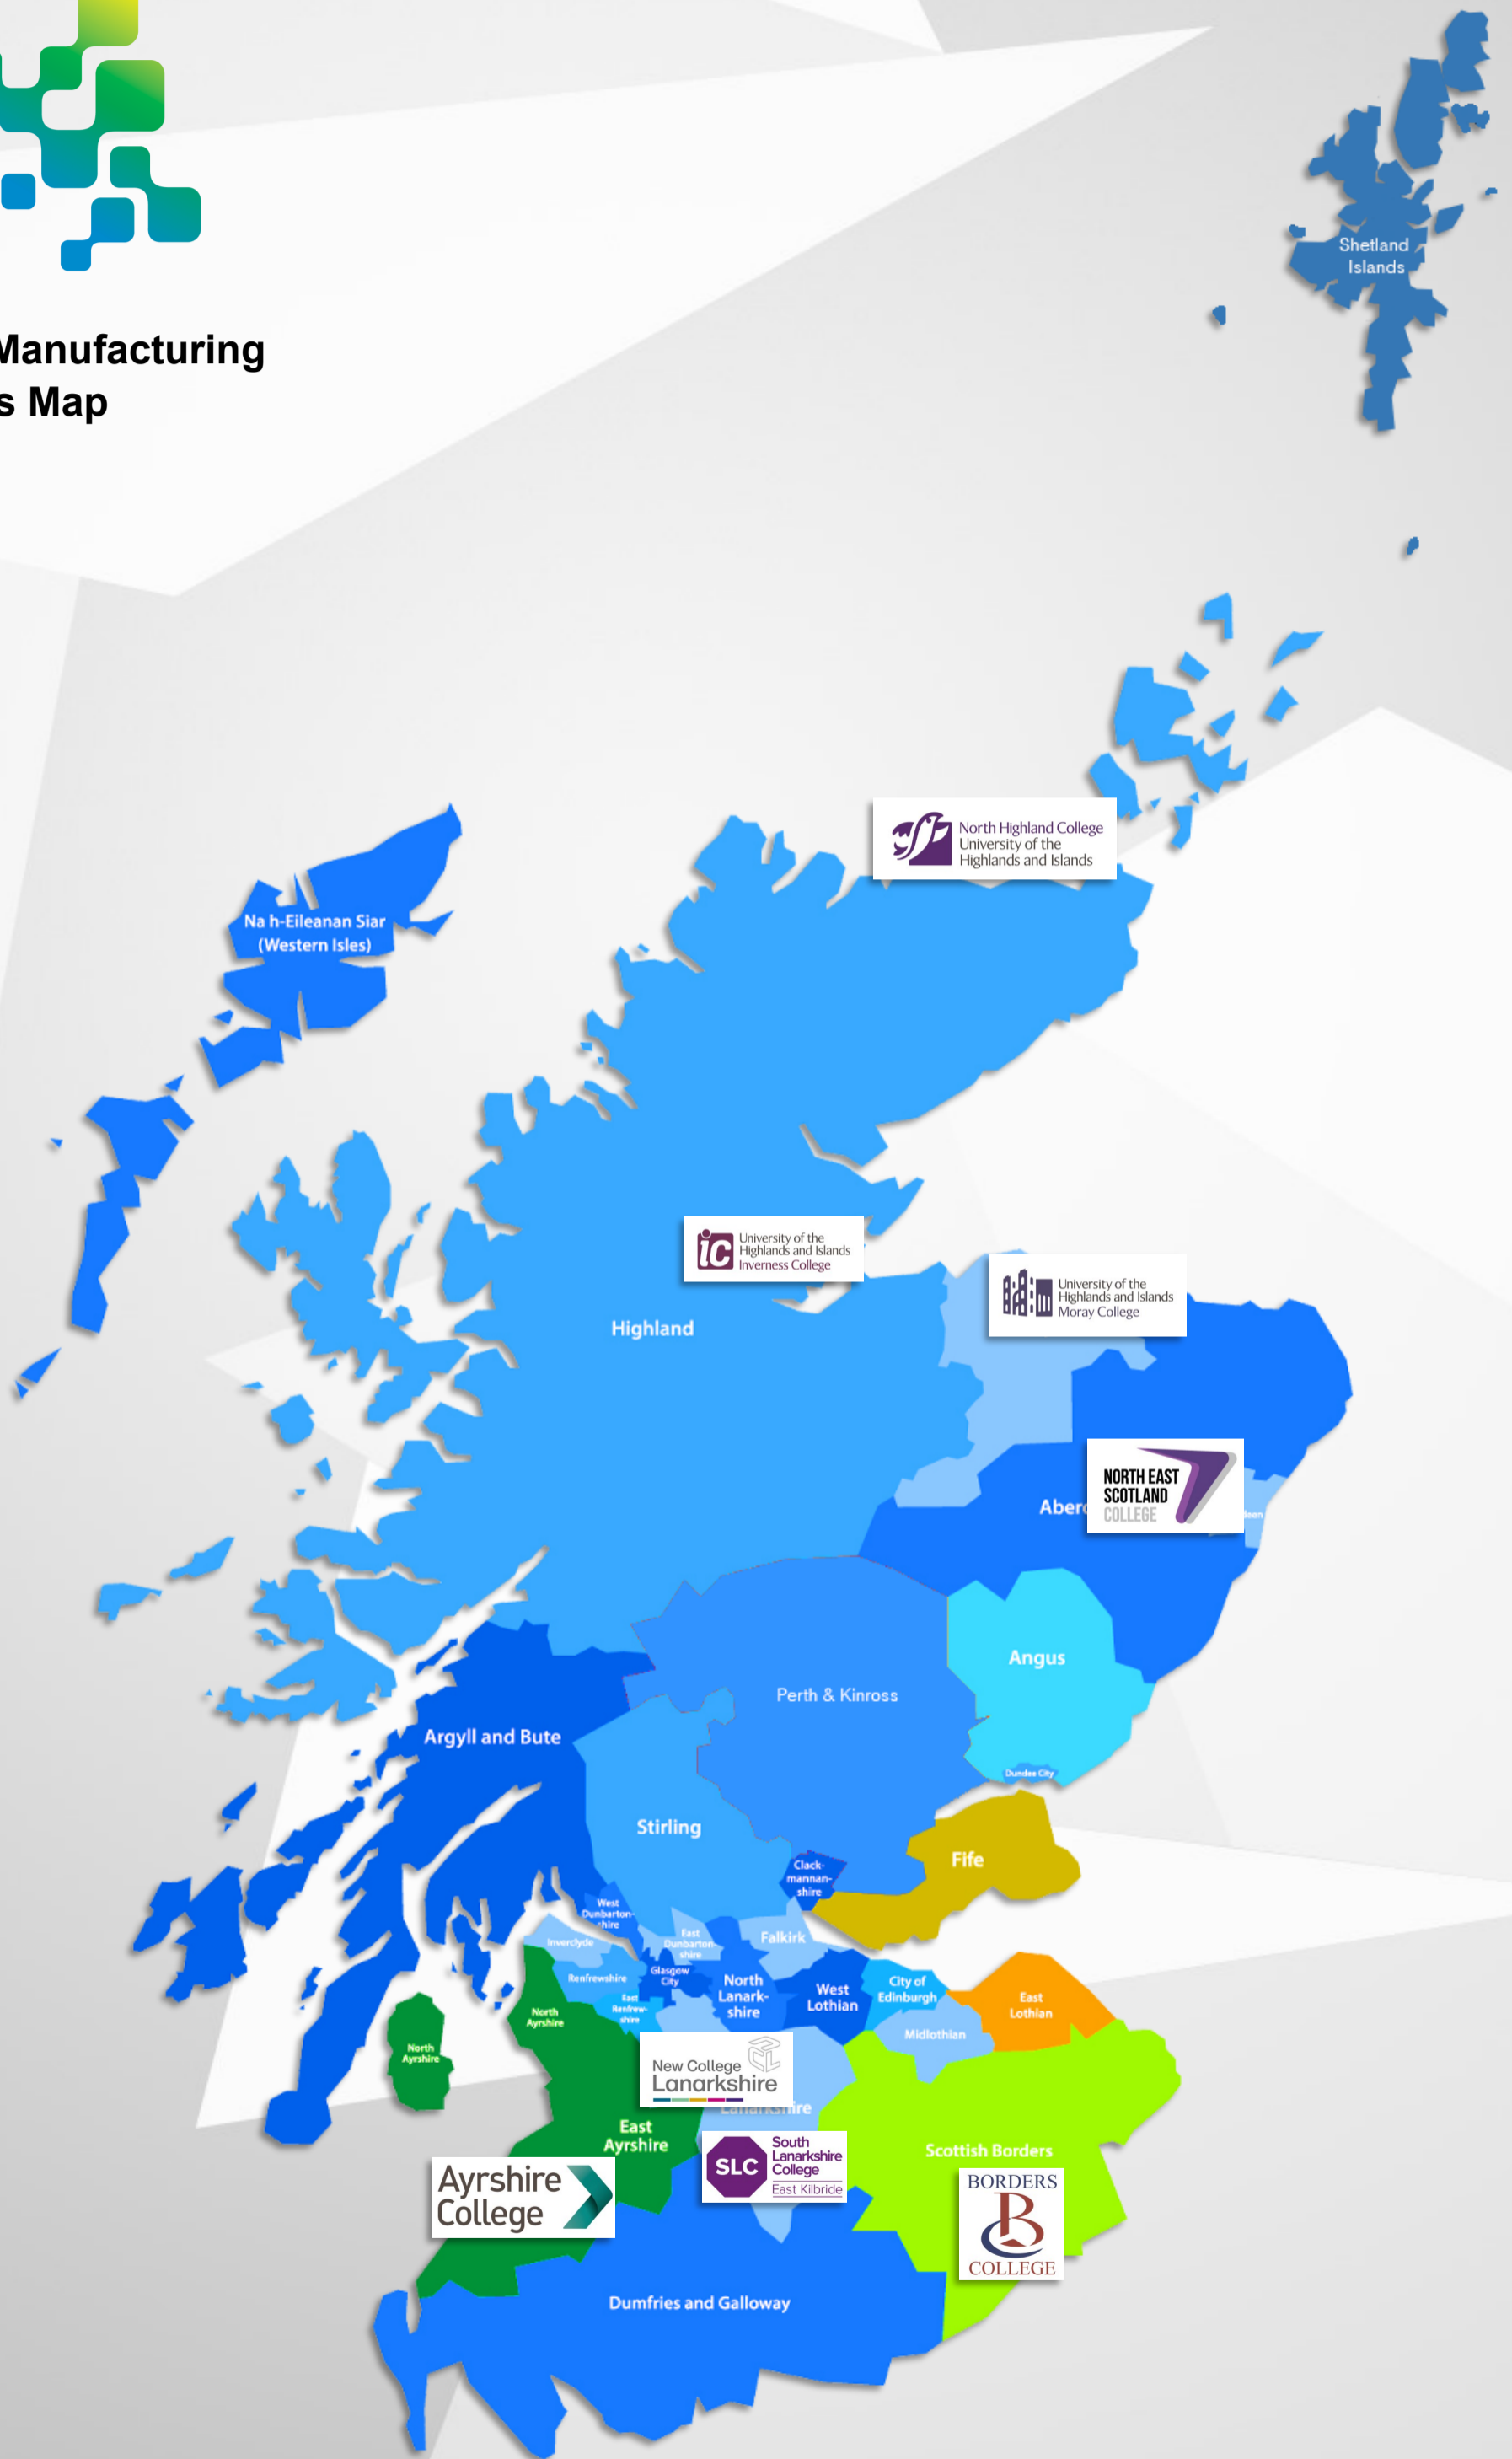 Manufacturing
s Map
Shetland
Islands
North Highland College
University of the
Highlands and Islands
Na h-Eileanan Siar
(Western Isles)
ic
University of the
Highlands and Islands
Inverness College
University of the
Highlands and Islands
Moray College
Highland
NORTH EAST
SCOTLAND
COLLEGE
Aberd
deen
Angus
Perth & Kinross
Argyll and Bute
Dundee City
Stirling
Fife
Clack-
mannan-
shire
West
Dunbarton-
shire
Inverclyde
East
Dunbarton
shire
Falkirk
Renfrewshire
Glasgow
City
North
Lanark-
shire
West
Lothian
City of
Edinburgh
East
Lothian
East
Renfrew-
shire
North
Ayrshire
Midlothian
North
Ayrshire
New College
Lanarkshire
Lanarkshire
East
Ayrshire
SLC
South
Lanarkshire
College
East Kilbride
Scottish Borders
Ayrshire
College
BORDERS
B
COLLEGE
Dumfries and Galloway